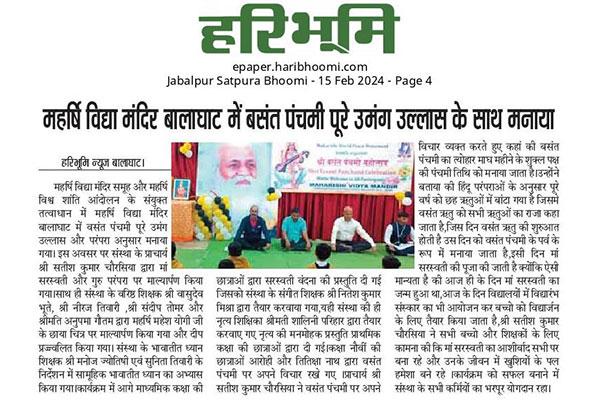 हरिभूमि
epaper.haribhoomi.com
Jabalpur Satpura Bhoomi - 15 Feb 2024 - Page 4
महर्षि विद्या मंदिर बालाघाट में बसंत पंचमी पूरे उमंग उल्लास के साथ मनाया
हरिभूमि न्यूज बालाघाट।
महर्षि विद्या मंदिर समूह और महर्षि
विश्व शांति आंदोलन के संयुक्त
तत्वाधान में महर्षि विद्या मंदिर
बालाघाट में वसंत पंचमी पूरे उमंग
उल्लास और परंपरा अनुसार मनाया
गया। इस अवसर पर संस्था के प्राचार्य
श्री सतीश कुमार चौरसिया द्वारा मां
सरस्वती और गुरु परंपरा पर माल्यार्पण किया
गया।साथ ही संस्था के वरिष्ठ शिक्षक श्री वासुदेव
भूते, श्री नीरज तिवारी ,श्री संदीप तोमर और
श्रीमति अनुपमा गौतम द्वारा महर्षि महेश योगी जी
के छाया चित्र पर माल्यार्पण किया गया और दीप
प्रज्ज्वलित किया गया। संस्था के भावातीत ध्यान
शिक्षक श्री मनोज ज्योतिषी एवं सुनिता तिवारी के
निर्देशन में सामूहिक भावातीत ध्यान का अभ्यास
किया गया।कार्यक्रम में आगे माध्यमिक कक्षा की
श्री बसंत पंचमी महोत्सव
Shri Vasant Panchami Celebration
MAHARISHI VIDYA MANDIR
छात्राओं द्वारा सरस्वती वंदना की प्रस्तुति दी गई
जिसको संस्था के संगीत शिक्षक श्री नितेश कुमार
मिश्रा द्वारा तैयार करवाया गया,वही संस्था की ही
नृत्य शिक्षिका श्रीमती शालिनी परिहार द्वारा तैयार
करवाए गए नृत्य की मनमोहक प्रस्तुति प्राथमिक
कक्षा की छात्राओं द्वारा दी गई।कक्षा नौवीं की
छात्राओं आरोही और तितिक्षा नाथ द्वारा वसंत
पंचमी पर अपने विचार रखे गए ।प्राचार्य श्री
सतीश कुमार चौरसिया ने वसंत पंचमी पर अपने
विचार व्यक्त करते हुए कहां की वसंत
पंचमी का त्योहार माघ महीने के शुक्ल पक्ष
की पंचमी तिथि को मनाया जाता है।उन्होंने
बताया की हिंदू परंपराओं के अनुसार पूरे
वर्ष को छह ऋतुओं में बांटा गया है जिसमे
वसंत ऋतु को सभी ऋतुओं का राजा कहा
जाता है,जिस दिन वसंत ऋतु की शुरुआत
होती है उस दिन को वसंत पंचमी के पर्व के
रूप में मनाया जाता है,इसी दिन मां
सरस्वती की पूजा की जाती है क्योंकि ऐसी
मान्यता है की आज ही के दिन मां सरस्वती का
जन्म हुआ था,आज के दिन विद्यालयों में विद्यारंभ
संस्कार का भी आयोजन कर बच्चो को विद्यार्जन
के लिए तैयार किया जाता है,श्री सतीश कुमार
चौरसिया ने सभी बच्चो और शिक्षकों के लिए
कामना की कि मां सरस्वती का आशीर्वाद सभी पर
बना रहे और उनके जीवन में खुशियों के पल
हमेशा बने रहे ।कार्यक्रम को सफल बनाने में
संस्था के सभी कर्मियों का भरपूर योगदान रहा।